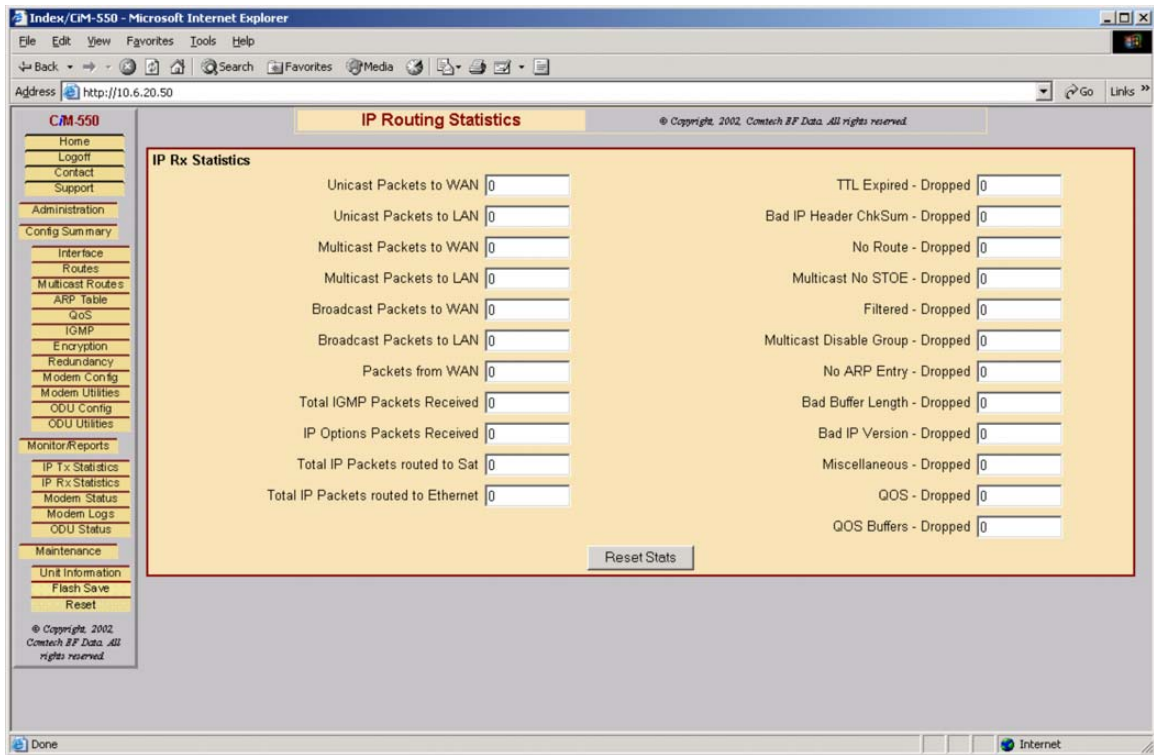 Index/CiM-550 - Microsoft Internet Explorer
File Edit View Favorites Tools Help
Back Search Favorites Media
Address http://10.6.20.50 Go Links »
CiM-550
Home
Logoff
Contact
Support
Administration
Config Summary
Interface
Routes
Multicast Routes
ARP Table
QoS
IGMP
Encryption
Redundancy
Modem Config
Modem Utilities
ODU Config
ODU Utilities
Monitor/Reports
IP Tx Statistics
IP Rx Statistics
Modem Status
Modem Logs
ODU Status
Maintenance
Unit Information
Flash Save
Reset
© Copyright, 2002,
Comtech EF Data. All
rights reserved.
IP Routing Statistics
© Copyright, 2002, Comtech EF Data. All rights reserved.
IP Rx Statistics
Unicast Packets to WAN 0
Unicast Packets to LAN 0
Multicast Packets to WAN 0
Multicast Packets to LAN 0
Broadcast Packets to WAN 0
Broadcast Packets to LAN 0
Packets from WAN 0
Total IGMP Packets Received 0
IP Options Packets Received 0
Total IP Packets routed to Sat 0
Total IP Packets routed to Ethernet 0
TTL Expired - Dropped 0
Bad IP Header ChkSum - Dropped 0
No Route - Dropped 0
Multicast No STOE - Dropped 0
Filtered - Dropped 0
Multicast Disable Group - Dropped 0
No ARP Entry - Dropped 0
Bad Buffer Length - Dropped 0
Bad IP Version - Dropped 0
Miscellaneous - Dropped 0
QOS - Dropped 0
QOS Buffers - Dropped 0
Reset Stats
Done Internet